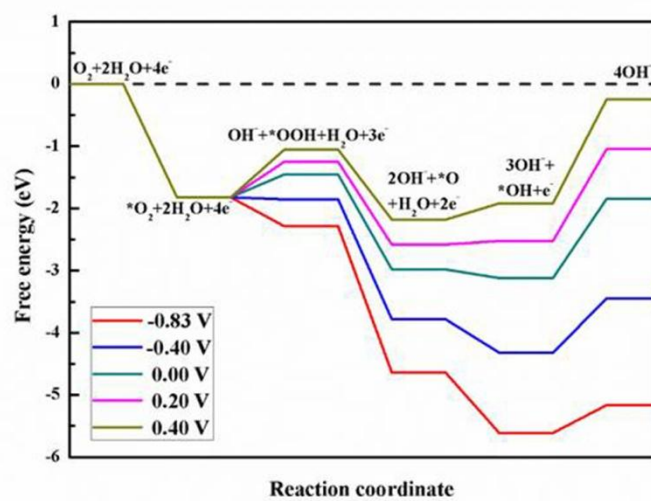 1
0
-1
-2
-3
-4
-5
-6
Free energy (eV)
Reaction coordinate
O₂+2H₂O+4e⁻
*O₂+2H₂O+4e⁻
OH⁻+*OOH+H₂O+3e⁻
2OH⁻+*O
+H₂O+2e⁻
3OH⁻+
*OH+e⁻
4OH⁻
-0.83 V
-0.40 V
0.00 V
0.20 V
0.40 V